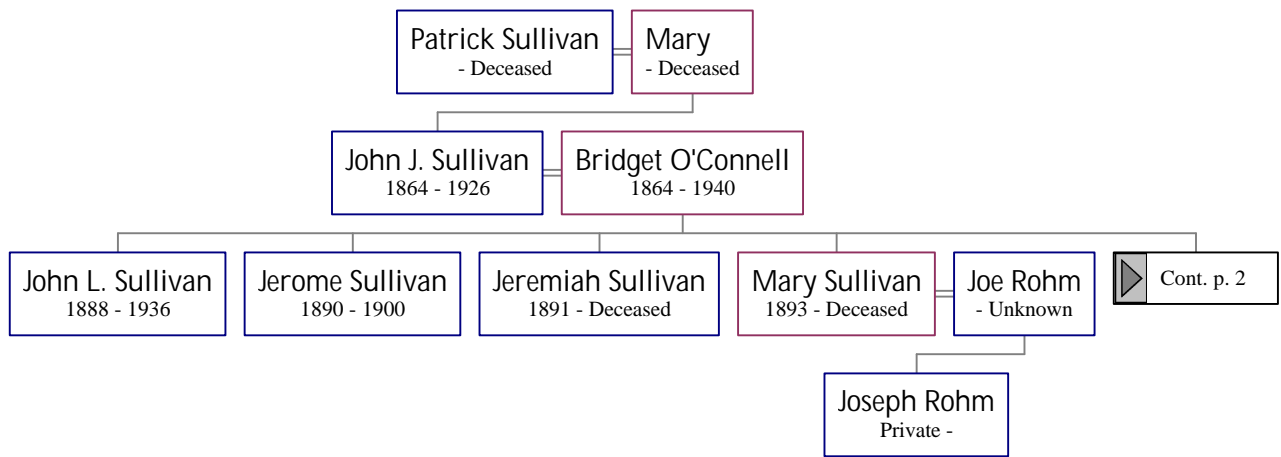 Patrick Sullivan
- Deceased
Mary
- Deceased
John J. Sullivan
1864 - 1926
Bridget O'Connell
1864 - 1940
John L. Sullivan
1888 - 1936
Jerome Sullivan
1890 - 1900
Jeremiah Sullivan
1891 - Deceased
Mary Sullivan
1893 - Deceased
Joe Rohm
- Unknown
Cont. p. 2
Joseph Rohm
Private -